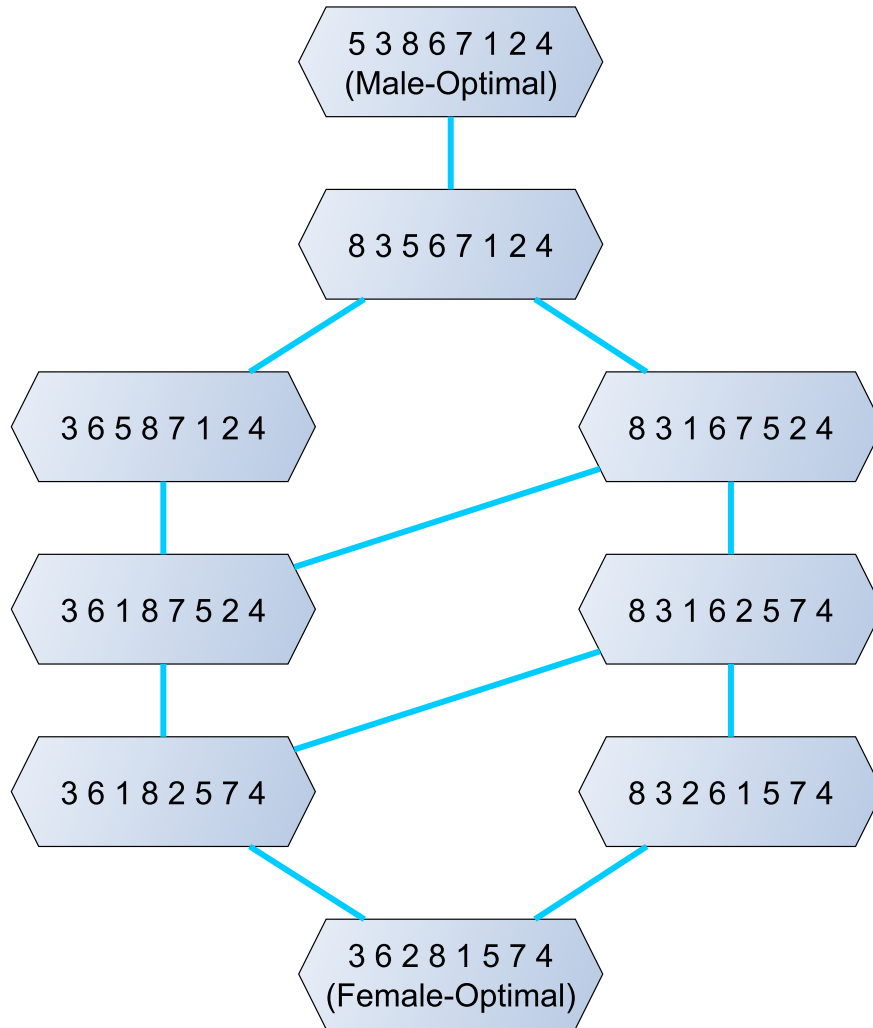 5 3 8 6 7 1 2 4
(Male-Optimal)
8 3 5 6 7 1 2 4
3 6 5 8 7 1 2 4
8 3 1 6 7 5 2 4
3 6 1 8 7 5 2 4
8 3 1 6 2 5 7 4
3 6 1 8 2 5 7 4
8 3 2 6 1 5 7 4
3 6 2 8 1 5 7 4
(Female-Optimal)